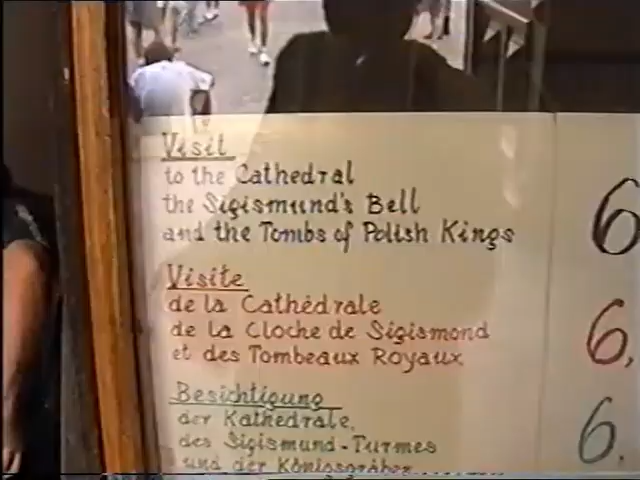 Visit
to the Cathedral
the Sigismund's Bell
and the Tombs of Polish Kings
6
Visite
de la Cathédrale
de la Cloche de Sigismond
et des Tombeaux Royaux
6,
Besichtigung
der Kathedrale,
des Sigismund-Turmes
und der Königsgräber
6.